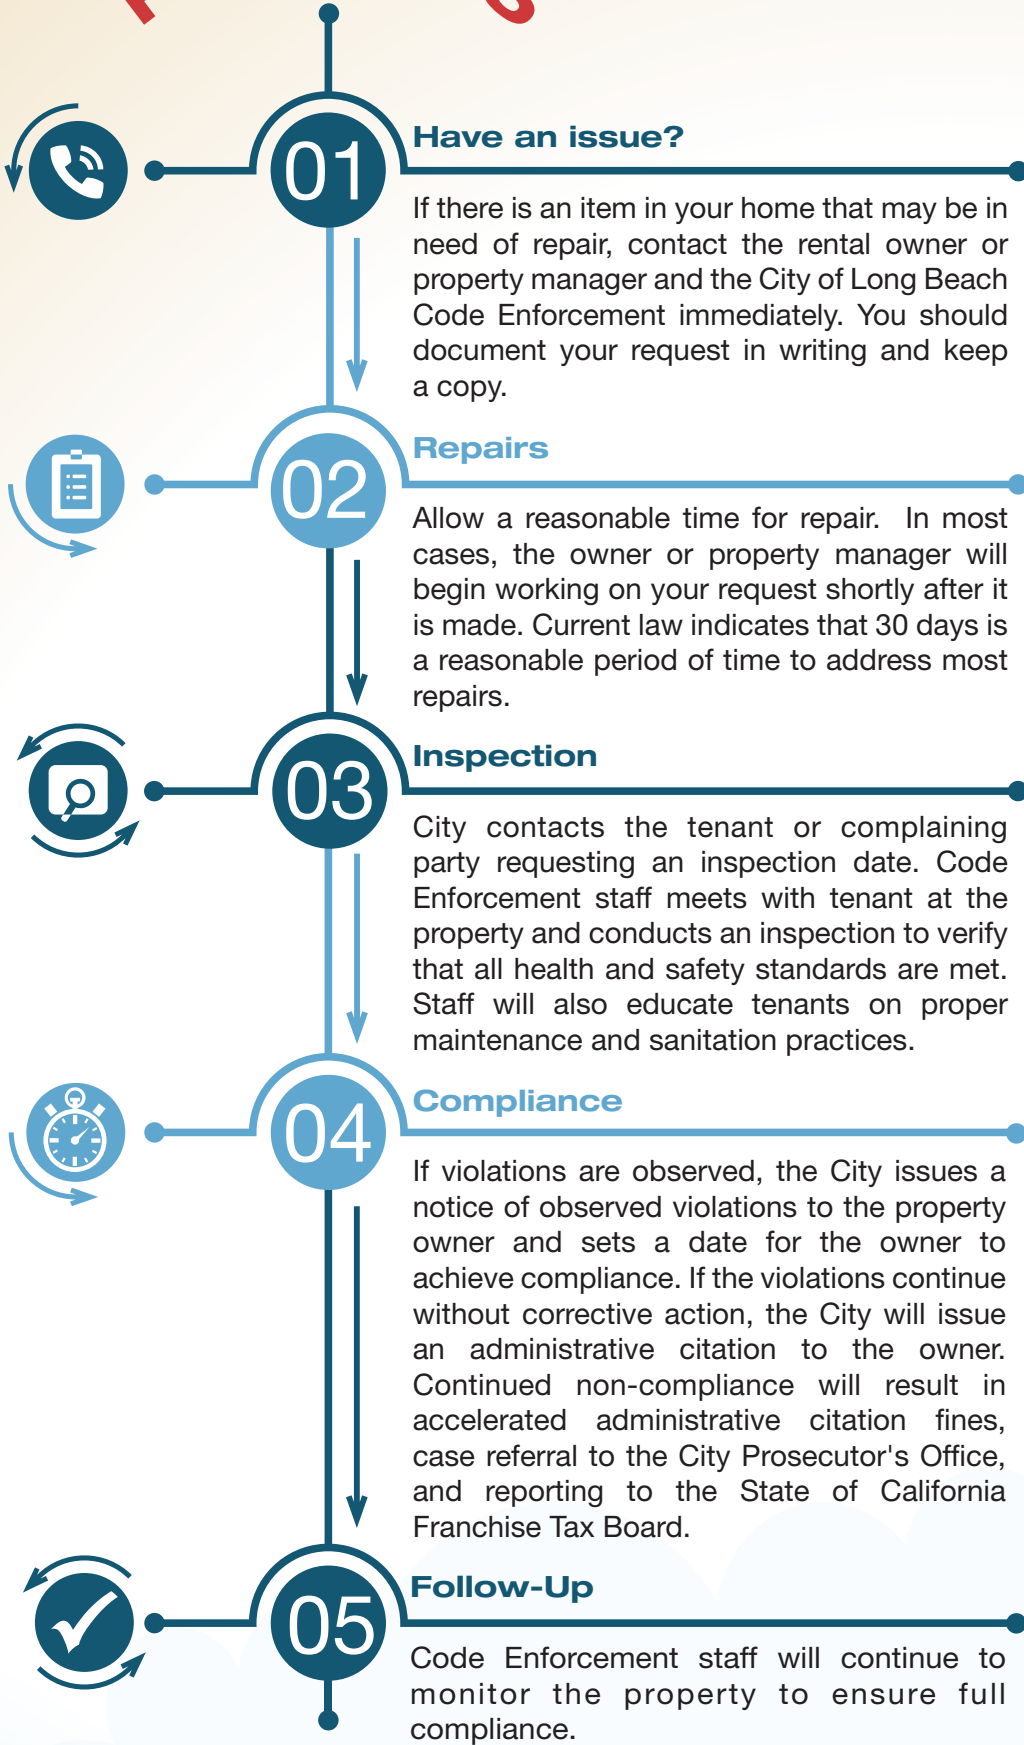 01
Have an issue?
If there is an item in your home that may be in
need of repair, contact the rental owner or
property manager and the City of Long Beach
Code Enforcement immediately. You should
document your request in writing and keep
a copy.
02
Repairs
Allow a reasonable time for repair.  In most
cases, the owner or property manager will
begin working on your request shortly after it
is made. Current law indicates that 30 days is
a reasonable period of time to address most
repairs.
03
Inspection
City contacts the tenant or complaining
party requesting an inspection date. Code
Enforcement staff meets with tenant at the
property and conducts an inspection to verify
that all health and safety standards are met.
Staff will also educate tenants on proper
maintenance and sanitation practices.
04
Compliance
If violations are observed, the City issues a
notice of observed violations to the property
owner and sets a date for the owner to
achieve compliance. If the violations continue
without corrective action, the City will issue
an administrative citation to the owner.
Continued non-compliance will result in
accelerated administrative citation fines,
case referral to the City Prosecutor's Office,
and reporting to the State of California
Franchise Tax Board.
05
Follow-Up
Code Enforcement staff will continue to
monitor the property to ensure full
compliance.